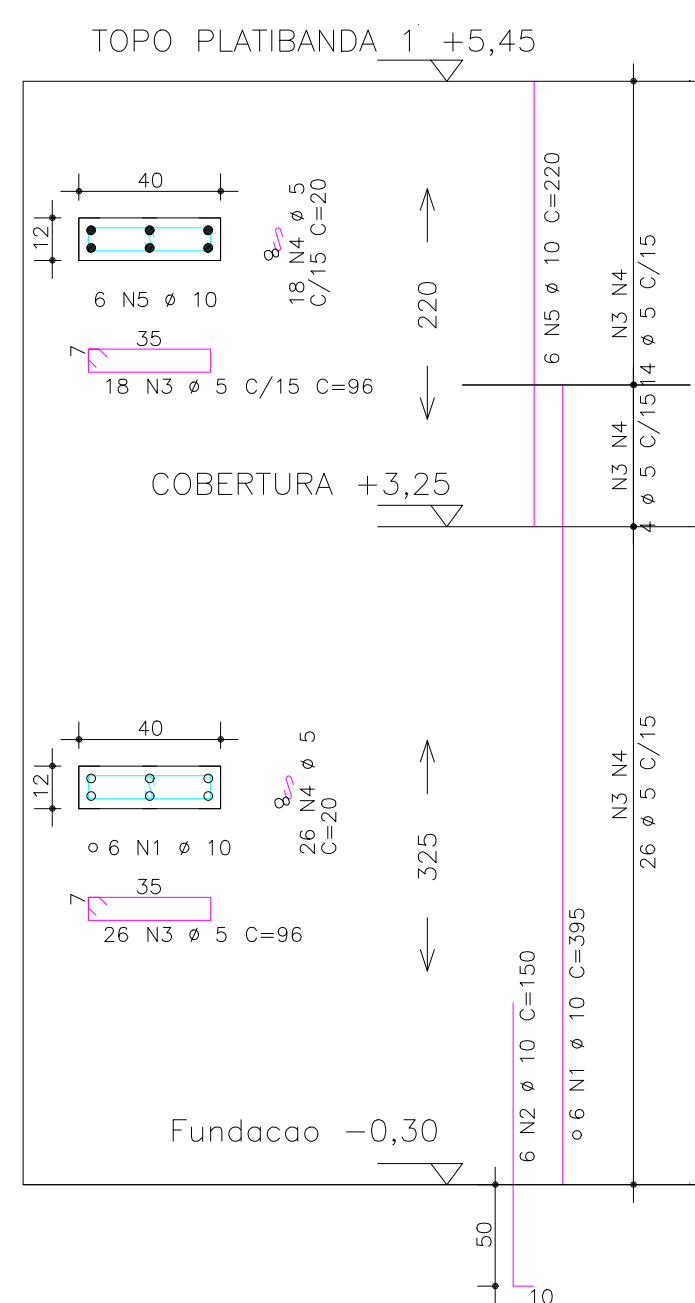 TOPO PLATIBANDA 1 +5,45
40
12
6 N5 ø 10
18 N4 ø 5
C/15 C=20
8
35
7
18 N3 ø 5 C/15 C=96
220
6 N5 ø 10 C=220
N3 N4
14 ø 5 C/15
N3 N4
4 ø 5 C/15
COBERTURA +3,25
40
12
6 N1 ø 10
26 N4 ø 5
C=20
8
35
7
26 N3 ø 5 C=96
325
N3 N4
26 ø 5 C/15
6 N2 ø 10 C=150
6 N1 ø 10 C=395
Fundacao -0,30
50
10